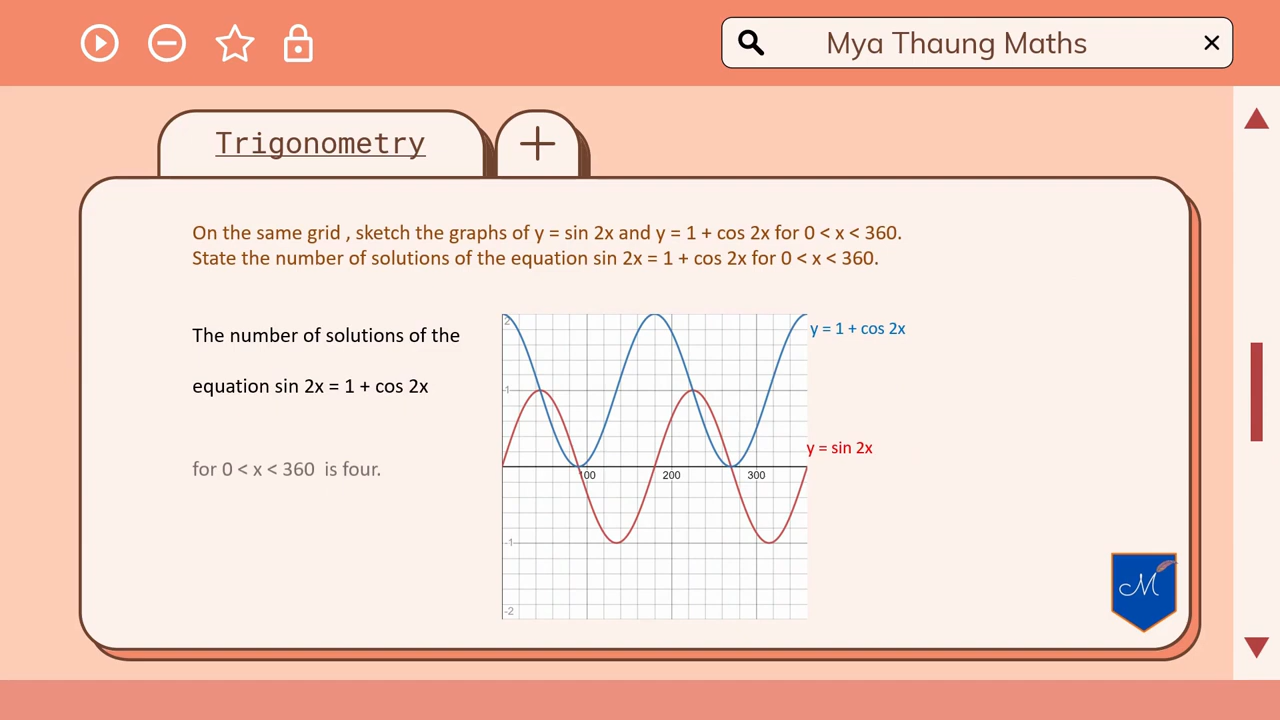 Mya Thaung Maths
Trigonometry
On the same grid , sketch the graphs of y = sin 2x and y = 1 + cos 2x for 0 < x < 360.
State the number of solutions of the equation sin 2x = 1 + cos 2x for 0 < x < 360.
The number of solutions of the
equation sin 2x = 1 + cos 2x
for 0 < x < 360 is four.
2
y = 1 + cos 2x
1
y = sin 2x
100
200
300
-1
-2
M